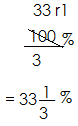 33 r1
100 %
3
= 33 1/3 %